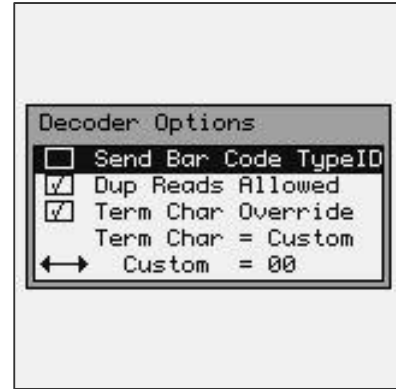 Decoder Options
Send Bar Code TypeID
Dup Reads Allowed
Term Char Override
Term Char = Custom
Custom = 00